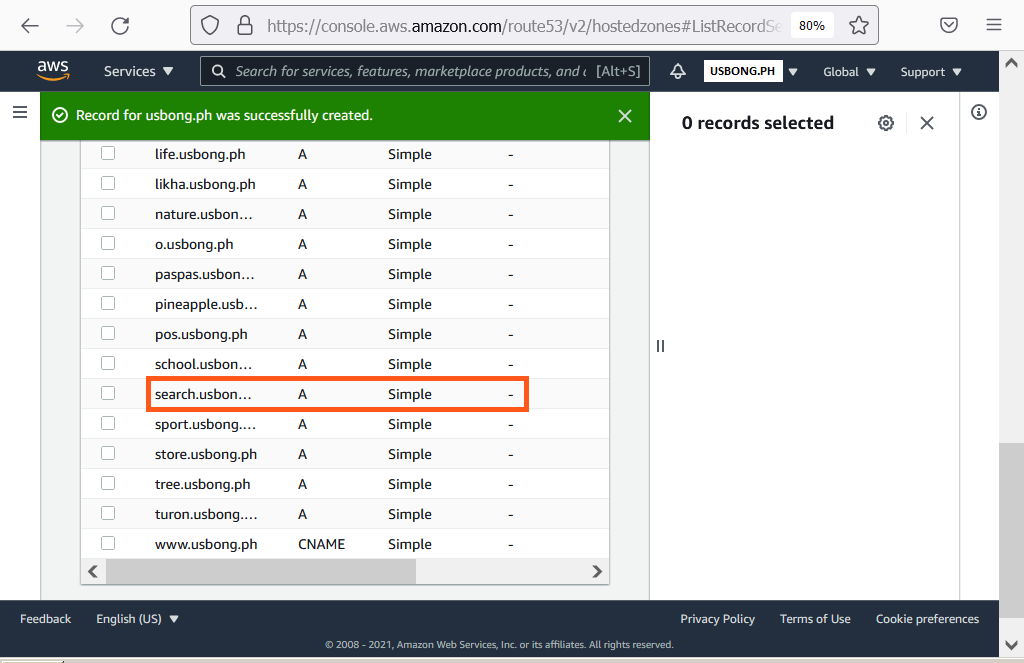 https://console.aws.amazon.com/route53/v2/hostedzones#ListRecordSe 80%
aws Services Search for services, features, marketplace products, and d [Alt+S] USBONG.PH Global Support
Record for usbong.ph was successfully created.
0 records selected
life.usbong.ph A Simple -
likha.usbong.ph A Simple -
nature.usbon... A Simple -
o.usbong.ph A Simple -
paspas.usbon... A Simple -
pineapple.usb... A Simple -
pos.usbong.ph A Simple -
school.usbon... A Simple -
search.usbon... A Simple -
sport.usbong.... A Simple -
store.usbong.ph A Simple -
tree.usbong.ph A Simple -
turon.usbong.... A Simple -
www.usbong.ph CNAME Simple -
Feedback English (US) Privacy Policy Terms of Use Cookie preferences
© 2008 - 2021, Amazon Web Services, Inc. or its affiliates. All rights reserved.